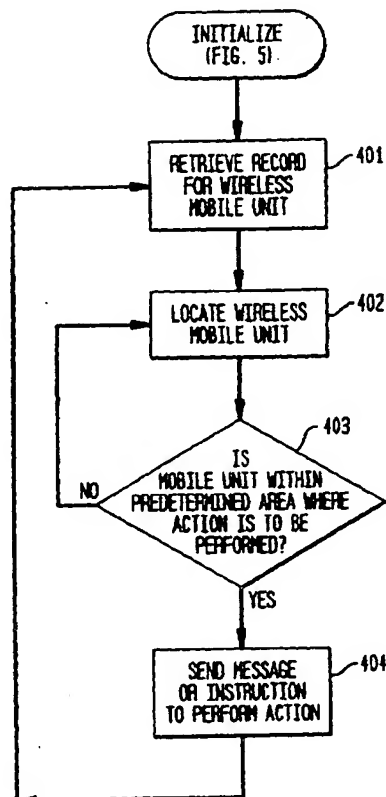 INITIALIZE
(FIG. 5)
RETRIEVE RECORD
FOR WIRELESS
MOBILE UNIT
401
LOCATE WIRELESS
MOBILE UNIT
402
403
IS
MOBILE UNIT WITHIN
PREDETERMINED AREA WHERE
ACTION IS TO BE
PERFORMED?
NO
YES
SEND MESSAGE
OR INSTRUCTION
TO PERFORM ACTION
404